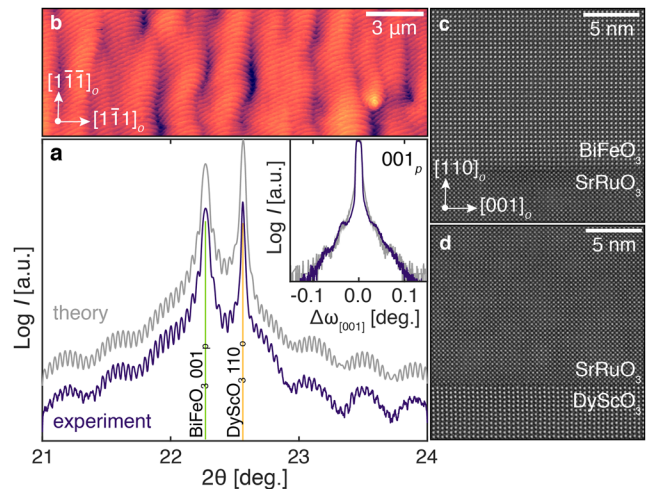 b
3 μm
[11̅1̅]ₒ
[11̅1]ₒ
c
5 nm
BiFeO₃
SrRuO₃
[110]ₒ
[001]ₒ
d
5 nm
SrRuO₃
DyScO₃
a
Log I [a.u.]
theory
experiment
BiFeO₃ 001ₚ
DyScO₃ 110ₒ
21
22
23
24
2θ [deg.]
001ₚ
Log I [a.u.]
-0.1
0.0
0.1
Δω[001] [deg.]